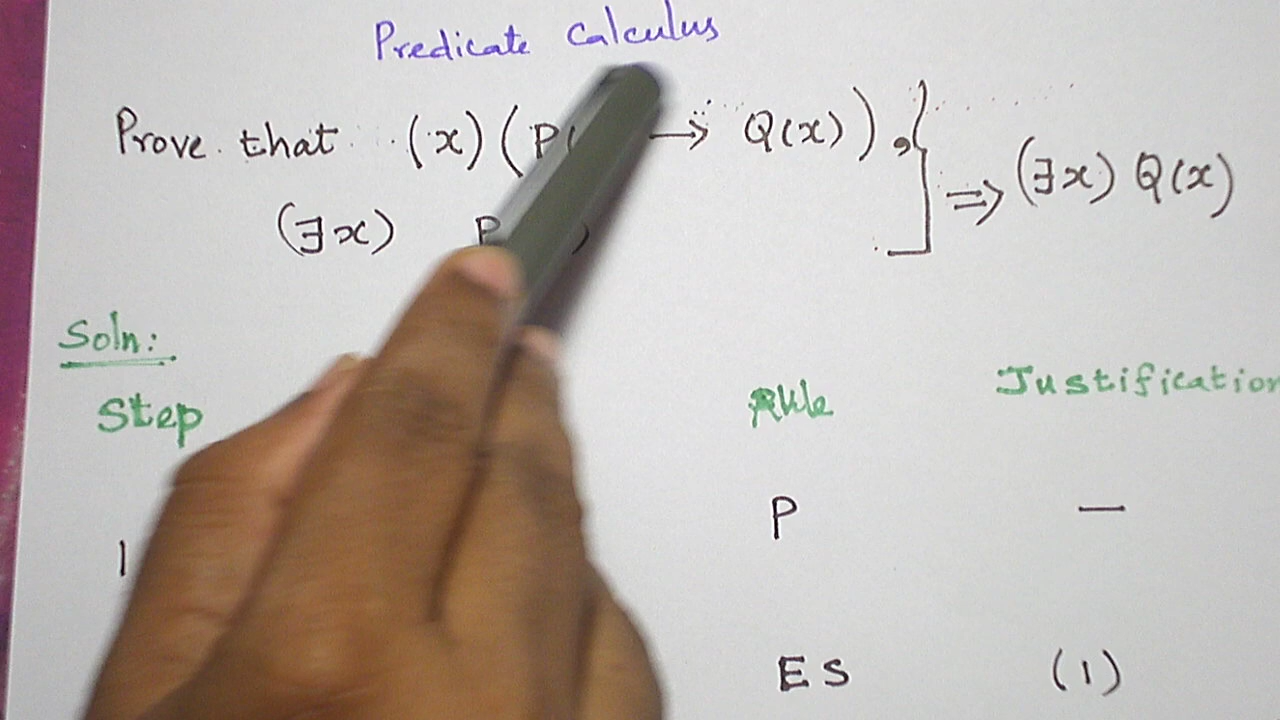 Predicate Calculus
Prove that (x) (P( → Q(x)), } ⇒ (∃x) Q(x)
(∃x) P )
Soln:
Step Rule Justification
1 P —
ES (1)